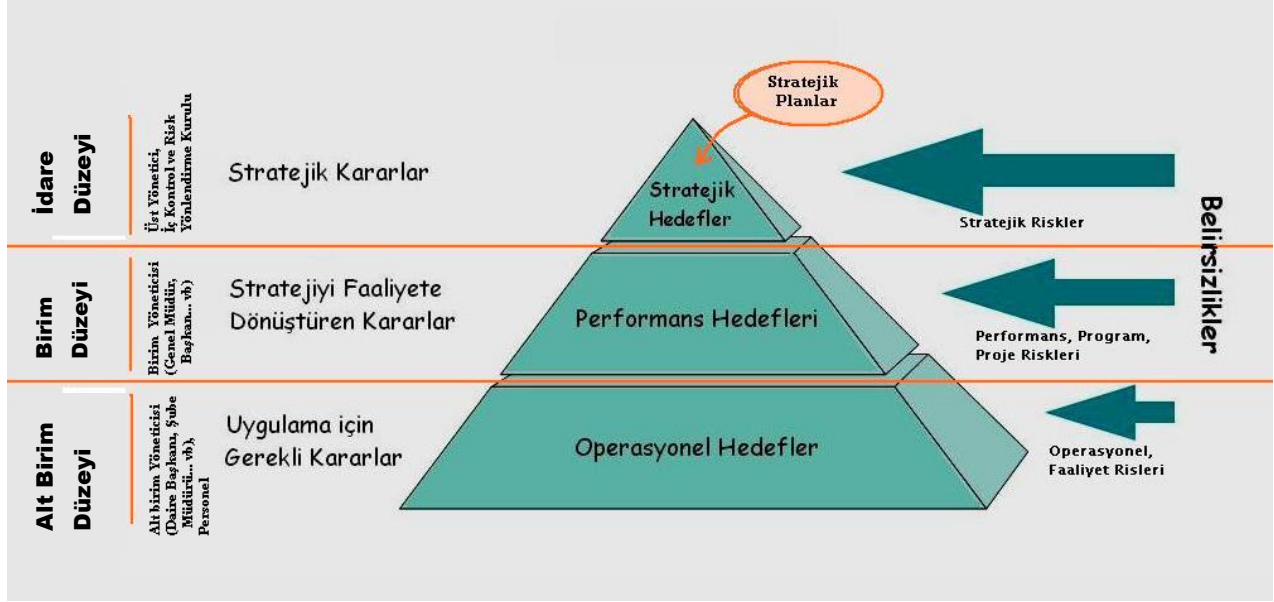 Stratejik
Planlar
İdare
Düzeyi
Üst Yönetici,
İç Kontrol ve Risk
Yönlendirme Kurulu
Stratejik Kararlar
Stratejik
Hedefler
Stratejik Riskler
Belirsizlikler
Birim
Düzeyi
Birim Yöneticisi
(Genel Müdür,
Başkan... vb)
Stratejiyi Faaliyete
Dönüştüren Kararlar
Performans Hedefleri
Performans, Program,
Proje Riskleri
Alt Birim
Düzeyi
Alt birim Yöneticisi
(Daire Başkanı, Şube
Müdürü... vb),
Personel
Uygulama için
Gerekli Kararlar
Operasyonel Hedefler
Operasyonel,
Faaliyet Risleri